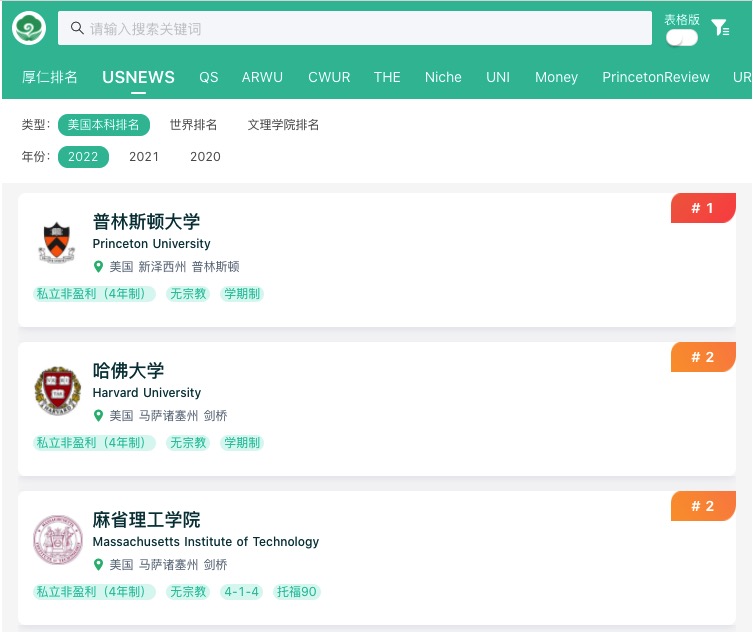 请输入搜索关键词 表格版
厚仁排名 USNEWS QS ARWU CWUR THE Niche UNI Money PrincetonReview UR
类型: 美国本科排名 世界排名 文理学院排名
年份: 2022 2021 2020
# 1
普林斯顿大学
Princeton University
美国 新泽西州 普林斯顿
私立非盈利（4年制） 无宗教 学期制
# 2
哈佛大学
Harvard University
美国 马萨诸塞州 剑桥
私立非盈利（4年制） 无宗教 学期制
# 2
麻省理工学院
Massachusetts Institute of Technology
美国 马萨诸塞州 剑桥
私立非盈利（4年制） 无宗教 4-1-4 托福90